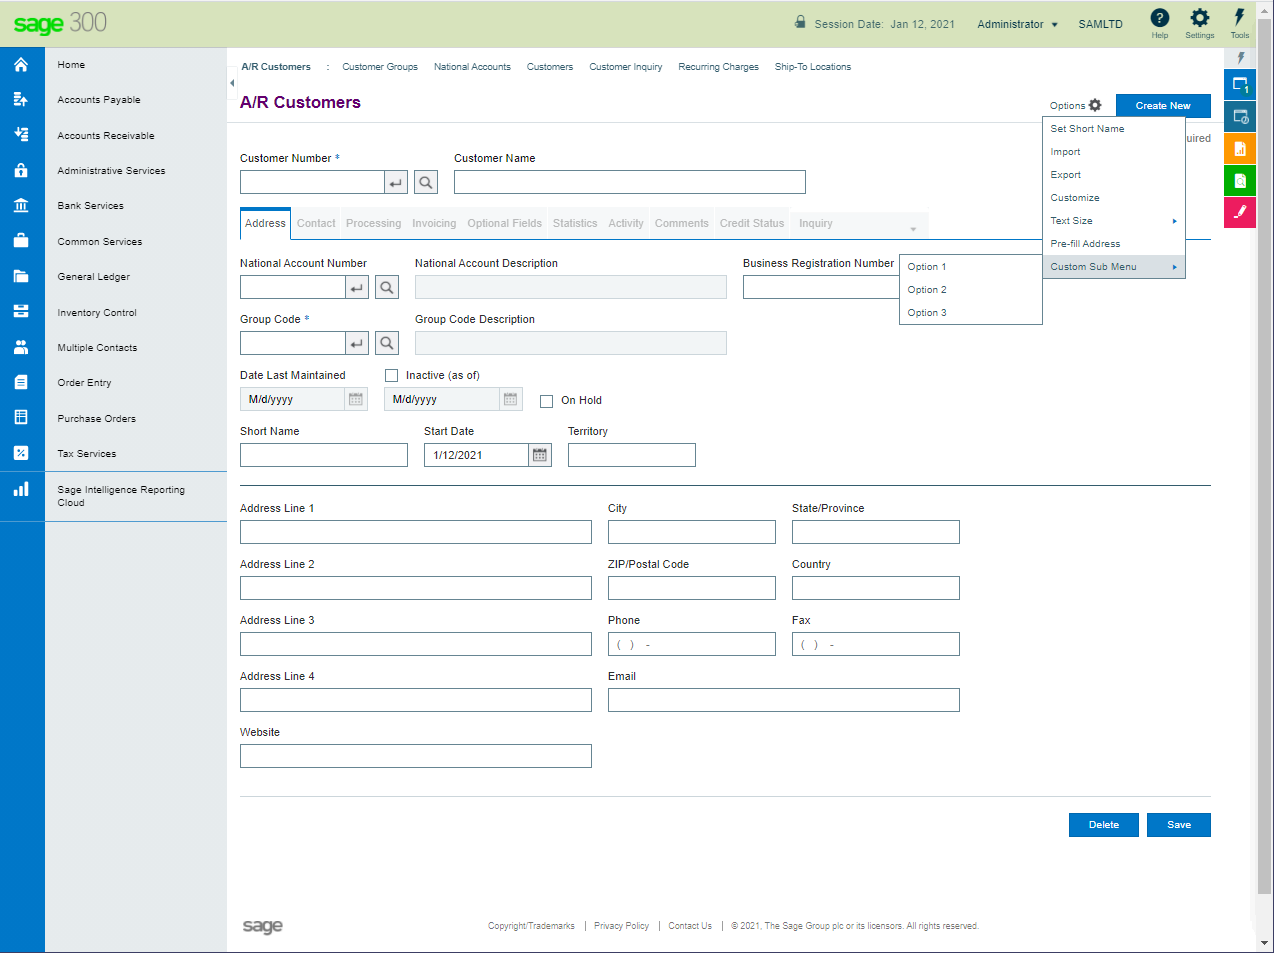 sage 300
Session Date: Jan 12, 2021
Administrator
SAMLTD
Help
Settings
Tools
Home
Accounts Payable
Accounts Receivable
Administrative Services
Bank Services
Common Services
General Ledger
Inventory Control
Multiple Contacts
Order Entry
Purchase Orders
Tax Services
Sage Intelligence Reporting
Cloud
A/R Customers : Customer Groups National Accounts Customers Customer Inquiry Recurring Charges Ship-To Locations
A/R Customers
Options
Create New
Set Short Name
Import
Export
Customize
Text Size
Pre-fill Address
Custom Sub Menu
Option 1
Option 2
Option 3
uired
Customer Number *
Customer Name
Address Contact Processing Invoicing Optional Fields Statistics Activity Comments Credit Status Inquiry
National Account Number
National Account Description
Business Registration Number
Group Code *
Group Code Description
Date Last Maintained
Inactive (as of)
M/d/yyyy
M/d/yyyy
On Hold
Short Name
Start Date
Territory
1/12/2021
Address Line 1
City
State/Province
Address Line 2
ZIP/Postal Code
Country
Address Line 3
Phone
Fax
( ) -
( ) -
Address Line 4
Email
Website
Delete
Save
sage
Copyright/Trademarks | Privacy Policy | Contact Us | © 2021, The Sage Group plc or its licensors. All rights reserved.
1